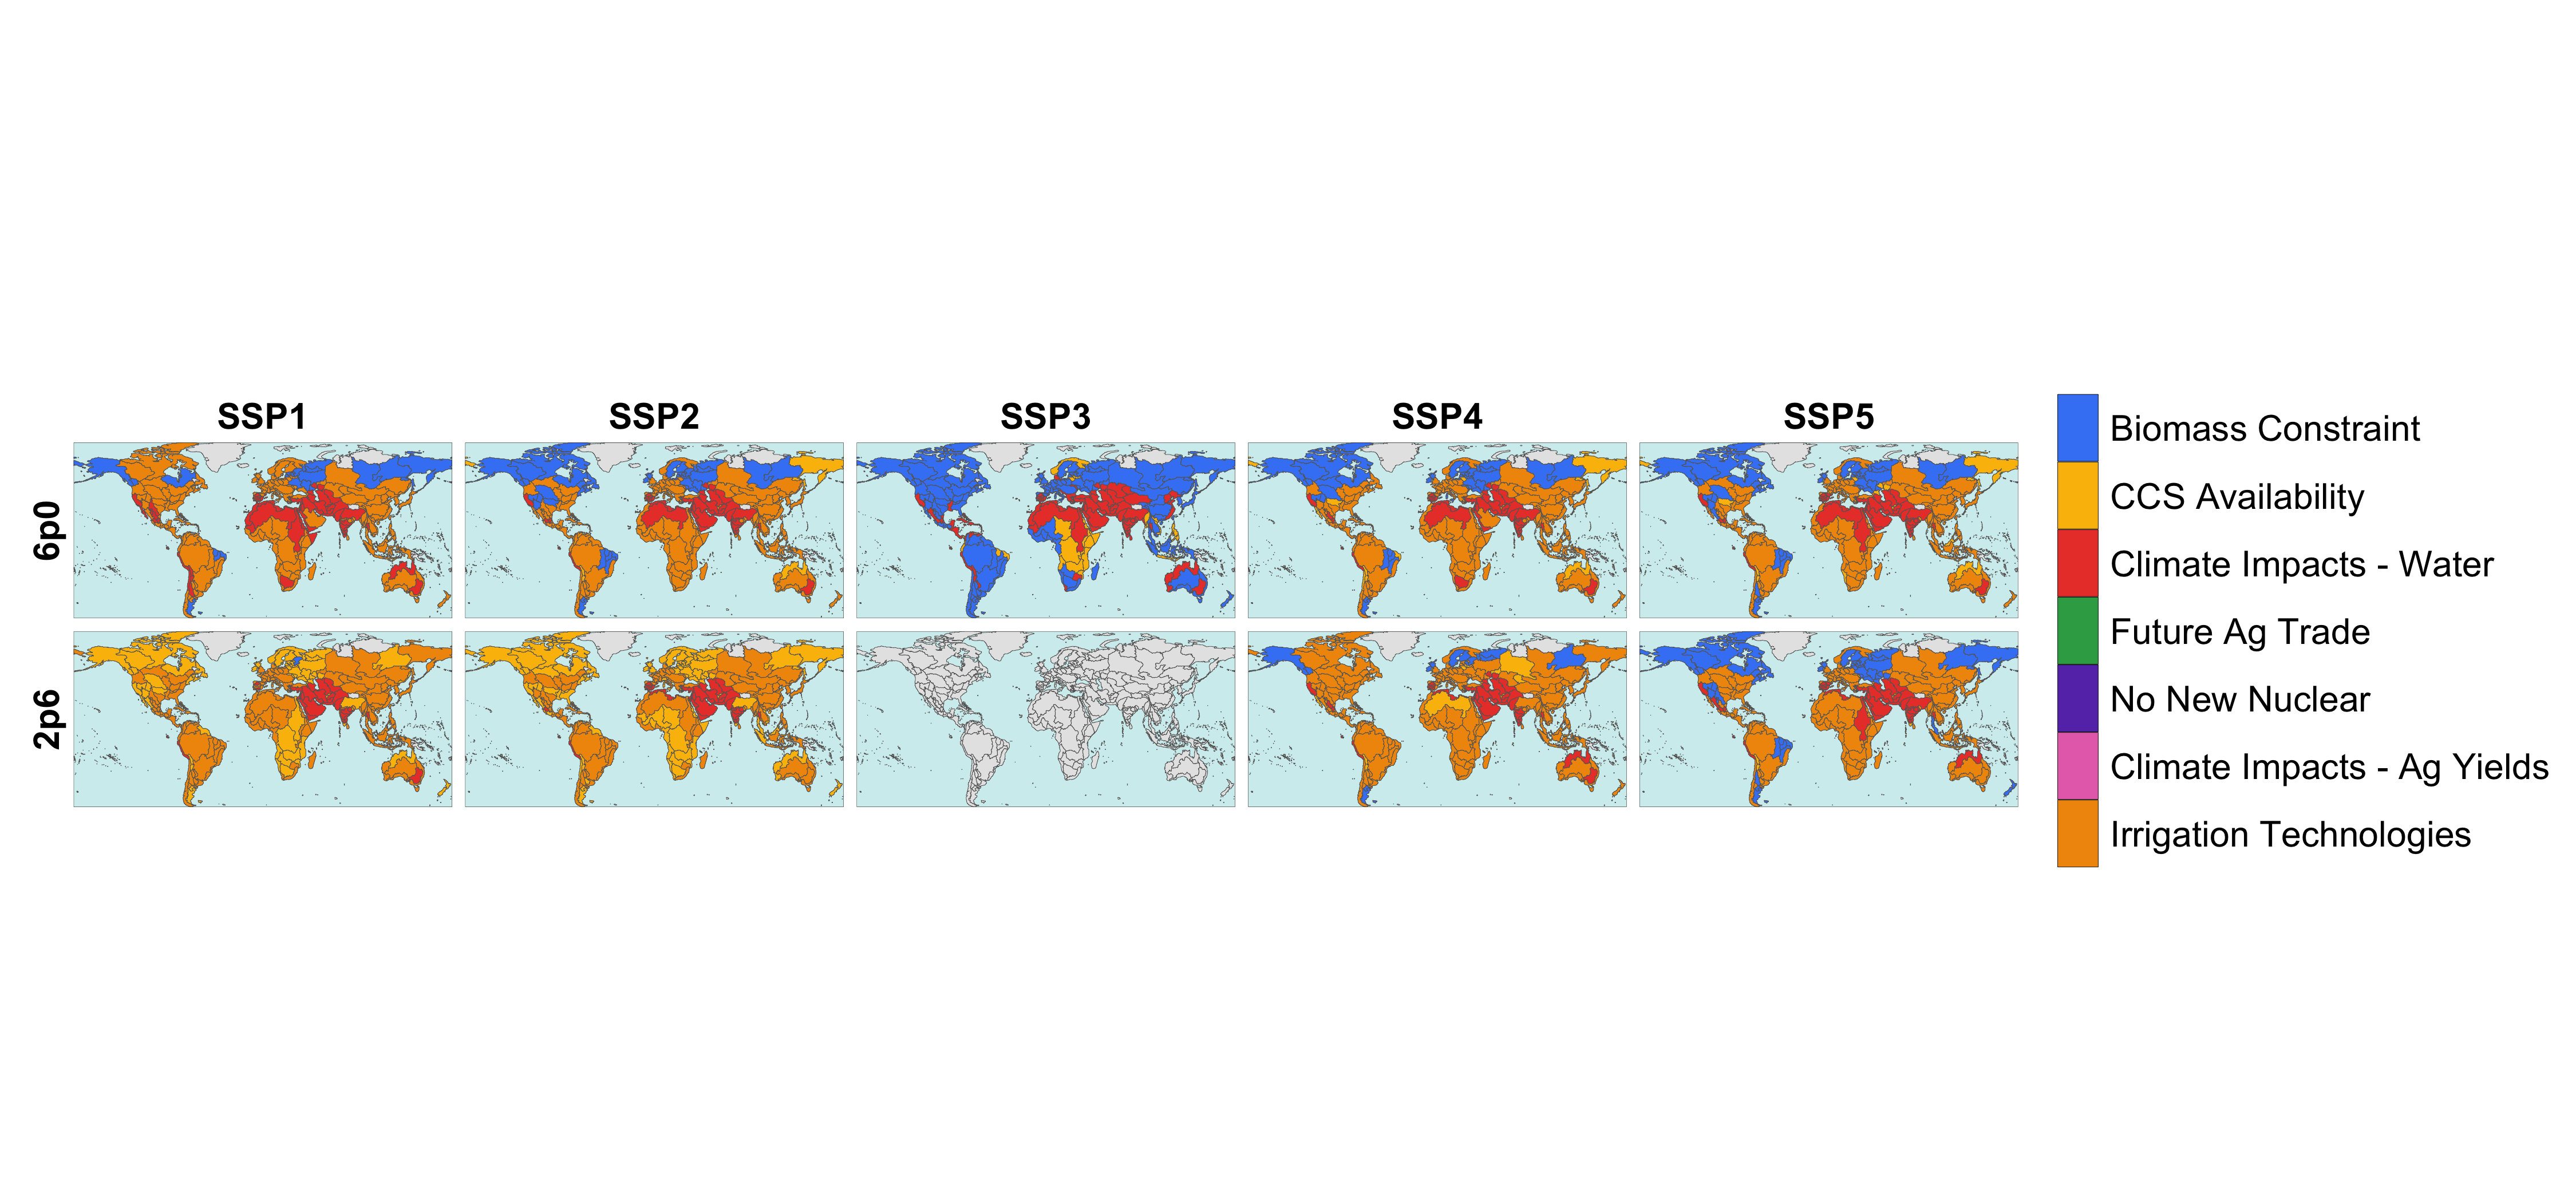 SSP1 SSP2 SSP3 SSP4 SSP5
6p0
2p6
Biomass Constraint
CCS Availability
Climate Impacts - Water
Future Ag Trade
No New Nuclear
Climate Impacts - Ag Yields
Irrigation Technologies